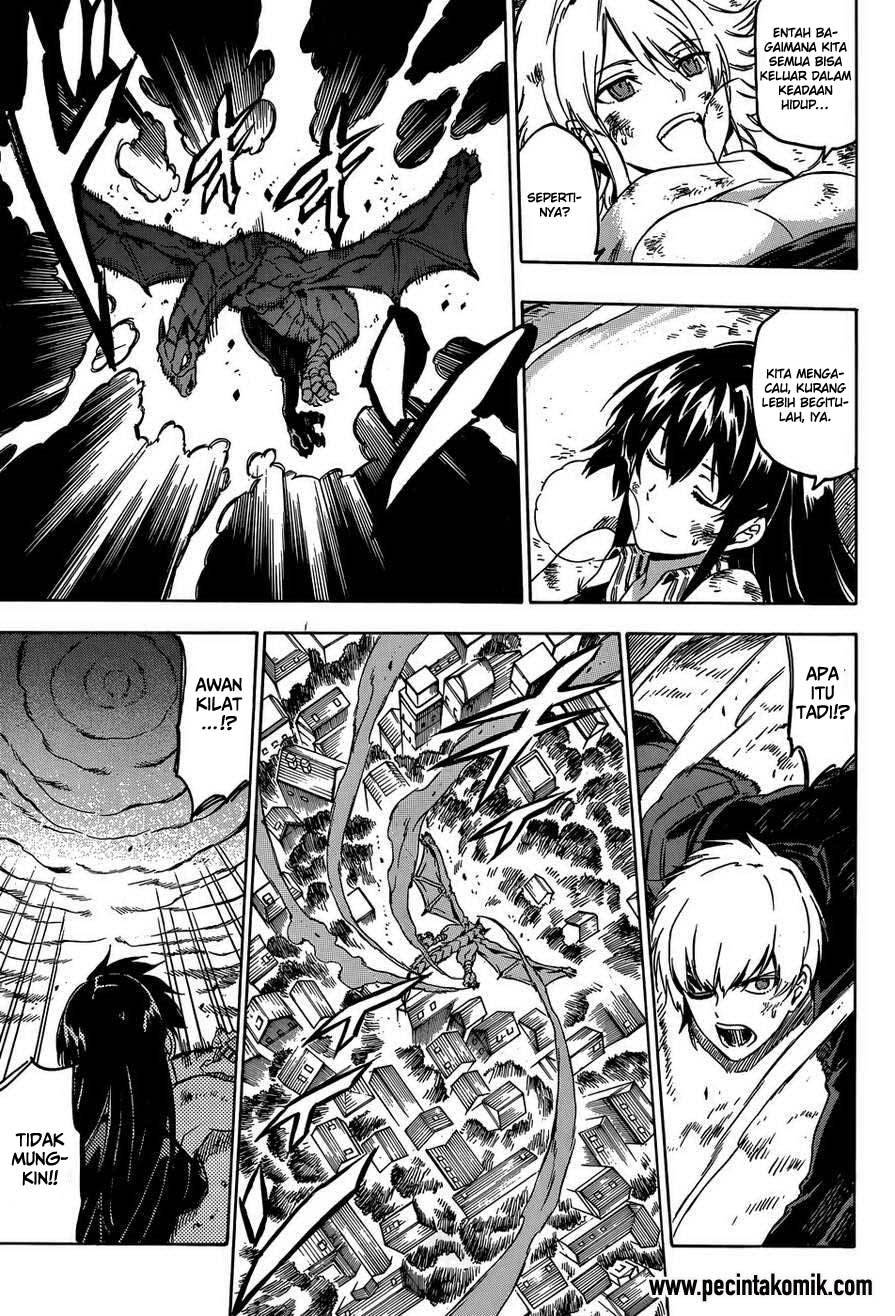 ENTAH BA-
GAIMANA KITA
SEMUA BISA
KELUAR DALAM
KEADAAN
HIDUP...
SEPERTI-
NYA?
KITA MENGA-
CAU, KURANG
LEBIH BEGITU-
LAH, IYA.
APA
ITU
TADI!?
AWAN
KILAT
...!?
TIDAK
MUNG-
KIN!!
www.pecintakomik.com